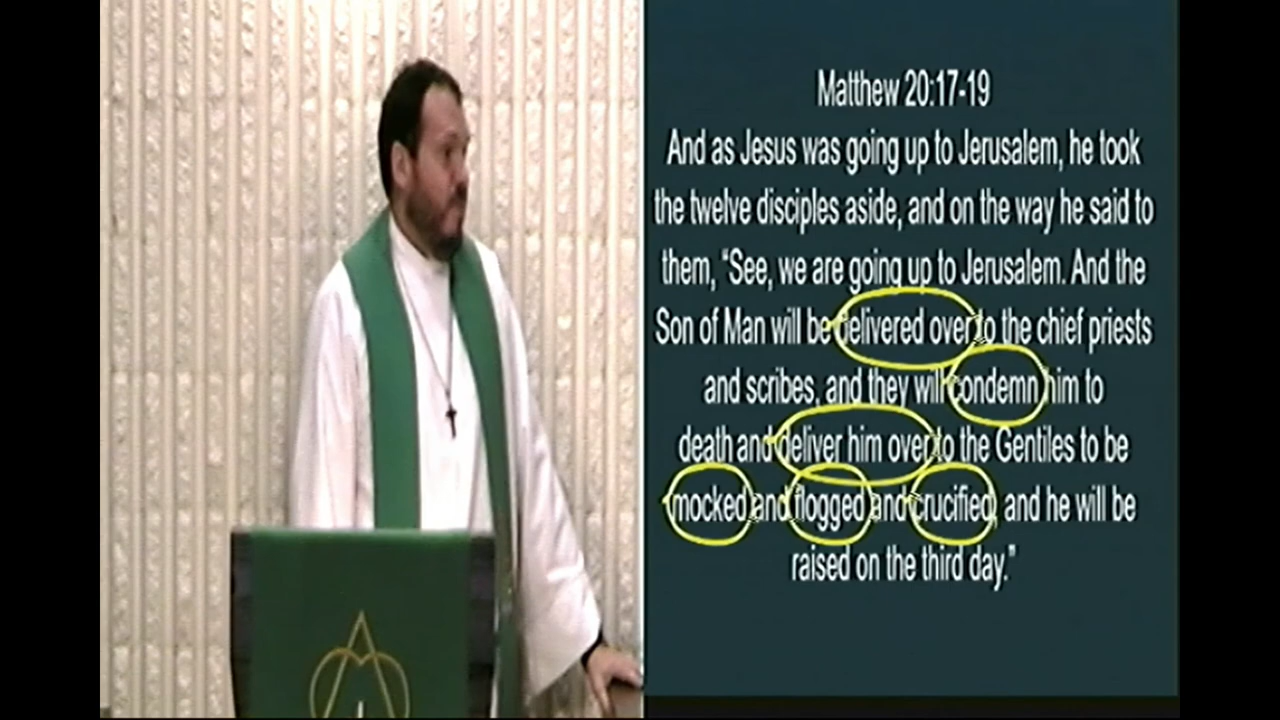 Matthew 20:17-19
And as Jesus was going up to Jerusalem, he took
the twelve disciples aside, and on the way he said to
them, “See, we are going up to Jerusalem. And the
Son of Man will be delivered over to the chief priests
and scribes, and they will condemn him to
death and deliver him over to the Gentiles to be
mocked and flogged and crucified, and he will be
raised on the third day.”